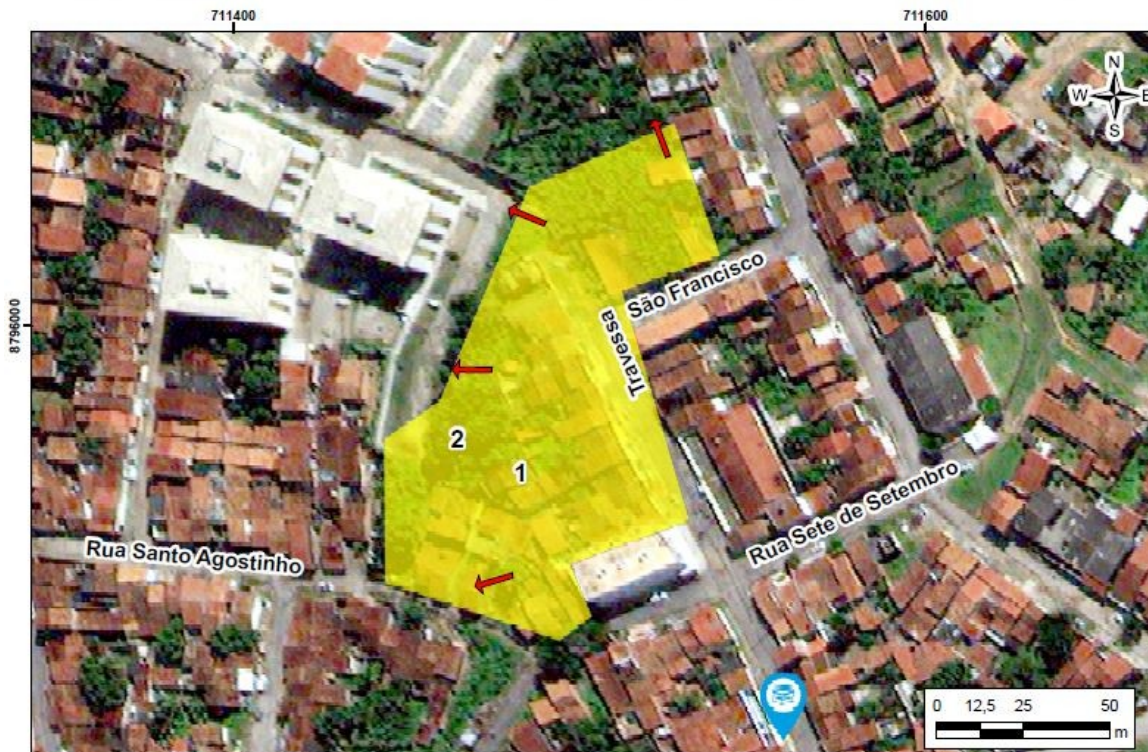 711400
711600
N
W
E
S
8796000
São Francisco
Travessa
2
1
Rua Sete de Setembro
Rua Santo Agostinho
0 12,5 25 50
m